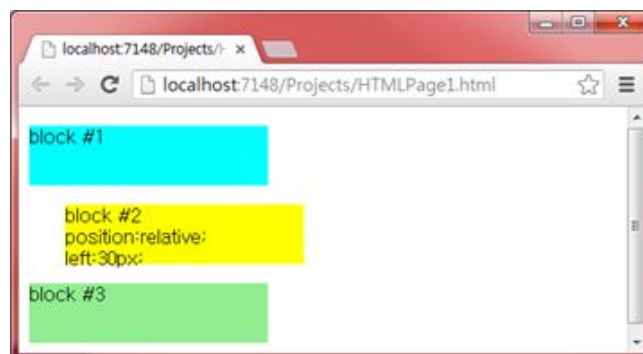 localhost:7148/Projects/H
localhost:7148/Projects/HTMLPage1.html
block #1
block #2
position:relative;
left:30px;
block #3